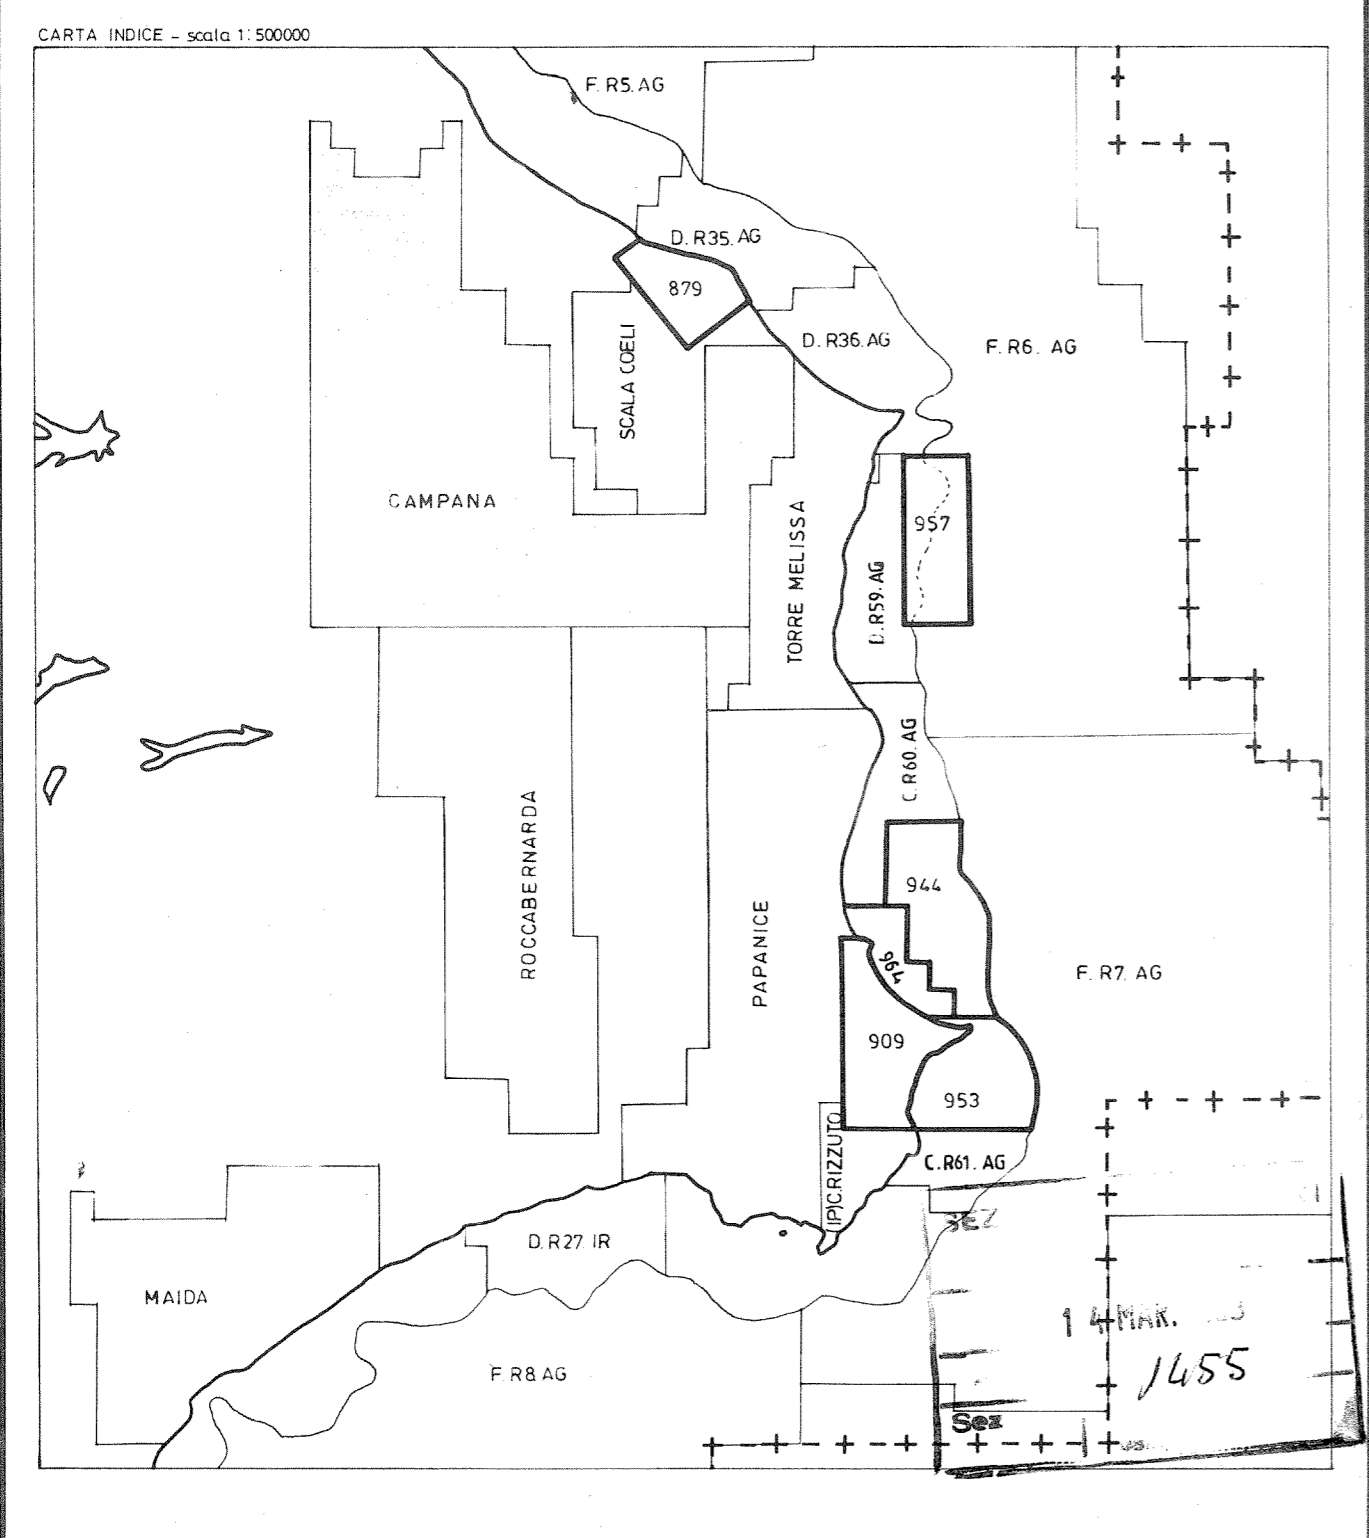 CARTA INDICE - scala 1:500000
F. R5. AG
D. R35. AG
879
D. R36. AG
F. R6. AG
SCALA COELI
CAMPANA
957
TORRE MELISSA
D. R59. AG
C. R60. AG
ROCCABERNARDA
944
PAPANICE
964
F. R7. AG
909
953
(IP)C.RIZZUTO
C.R61. AG
SEZ
D.R27 IR
MAIDA
14 MAR.
1455
F. R8 AG
Sez